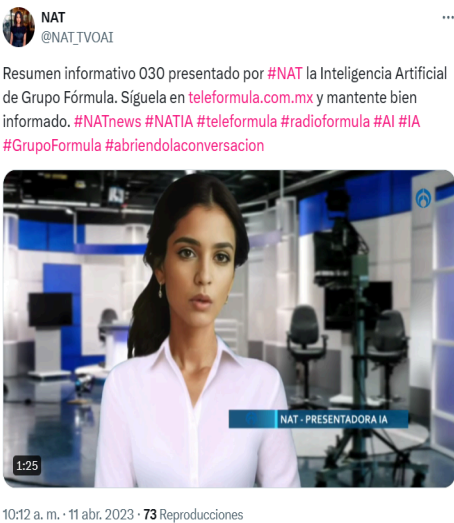 NAT
@NAT_TVOAI
Resumen informativo 030 presentado por #NAT la Inteligencia Artificial
de Grupo Fórmula. Síguela en teleformula.com.mx y mantente bien
informado. #NATnews #NATIA #teleformula #radioformula #AI #IA
#GrupoFormula #abriendolaconversacion
NAT - PRESENTADORA IA
1:25
10:12 a. m. · 11 abr. 2023 · 73 Reproducciones